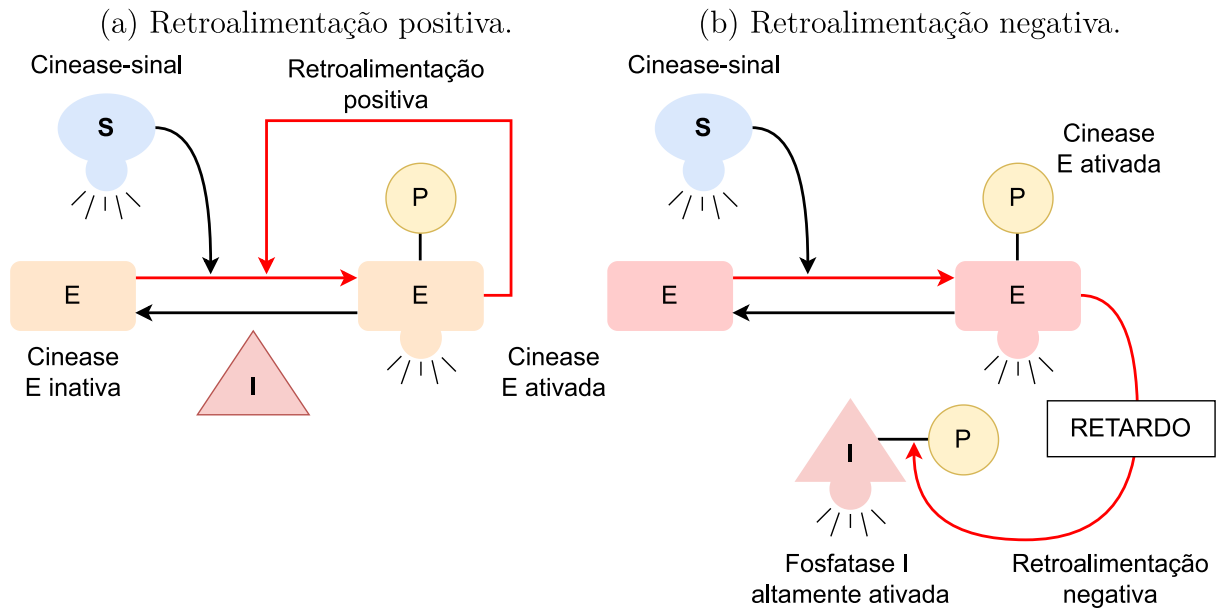 (a) Retroalimentação positiva.
Cinease-sinal
Retroalimentação
positiva
S
P
E
E
Cinease
E inativa
I
Cinease
E ativada
(b) Retroalimentação negativa.
Cinease-sinal
S
Cinease
E ativada
P
E
E
RETARDO
I
P
Fosfatase I
altamente ativada
Retroalimentação
negativa